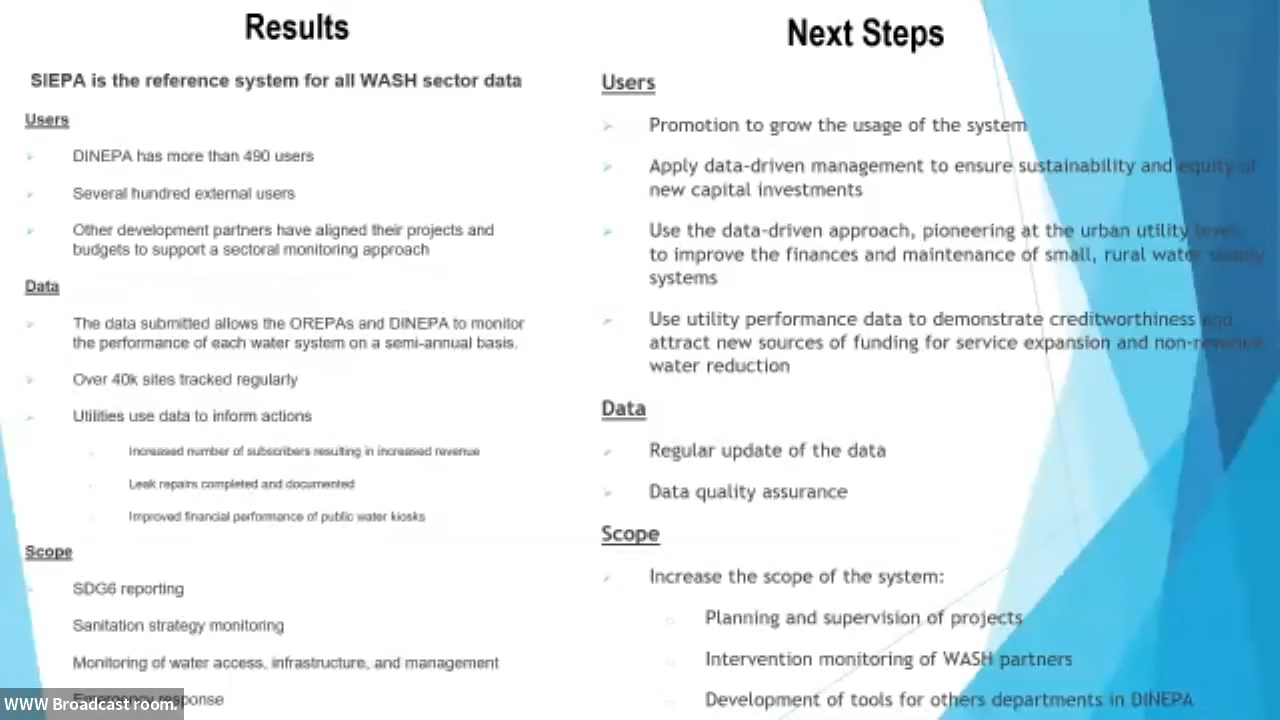 Results
SIEPA is the reference system for all WASH sector data
Users
DINEPA has more than 490 users
Several hundred external users
Other development partners have aligned their projects and
budgets to support a sectoral monitoring approach
Data
The data submitted allows the OREPAs and DINEPA to monitor
the performance of each water system on a semi-annual basis.
Over 40k sites tracked regularly
Utilities use data to inform actions
Increased number of subscribers resulting in increased revenue
Leak repairs completed and documented
Improved financial performance of public water kiosks
Scope
SDG6 reporting
Sanitation strategy monitoring
Monitoring of water access, infrastructure, and management
Emergency response
WWW Broadcast room.
Next Steps
Users
Promotion to grow the usage of the system
Apply data-driven management to ensure sustainability and equity of
new capital investments
Use the data-driven approach, pioneering at the urban utility level,
to improve the finances and maintenance of small, rural water supply
systems
Use utility performance data to demonstrate creditworthiness and
attract new sources of funding for service expansion and non-revenue
water reduction
Data
Regular update of the data
Data quality assurance
Scope
Increase the scope of the system:
Planning and supervision of projects
Intervention monitoring of WASH partners
Development of tools for others departments in DINEPA